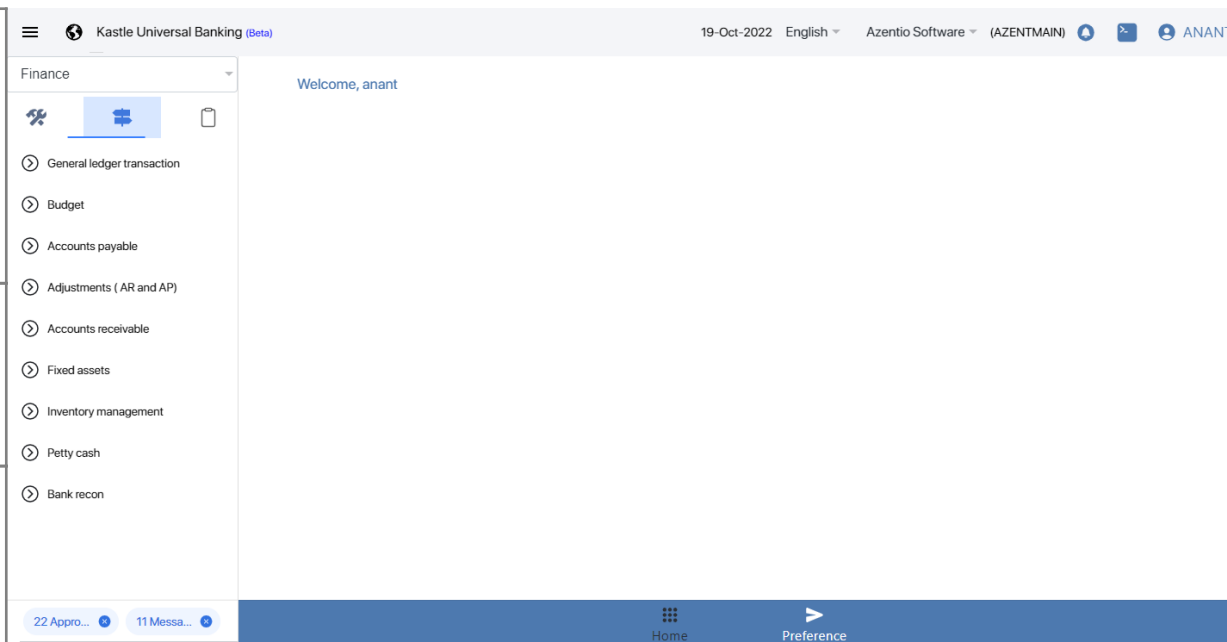 Kastle Universal Banking (Beta) 19-Oct-2022 English Azentio Software (AZENTMAIN) ANANT
Finance
Welcome, anant
General ledger transaction
Budget
Accounts payable
Adjustments ( AR and AP)
Accounts receivable
Fixed assets
Inventory management
Petty cash
Bank recon
22 Appro... 11 Messa...
Home Preference